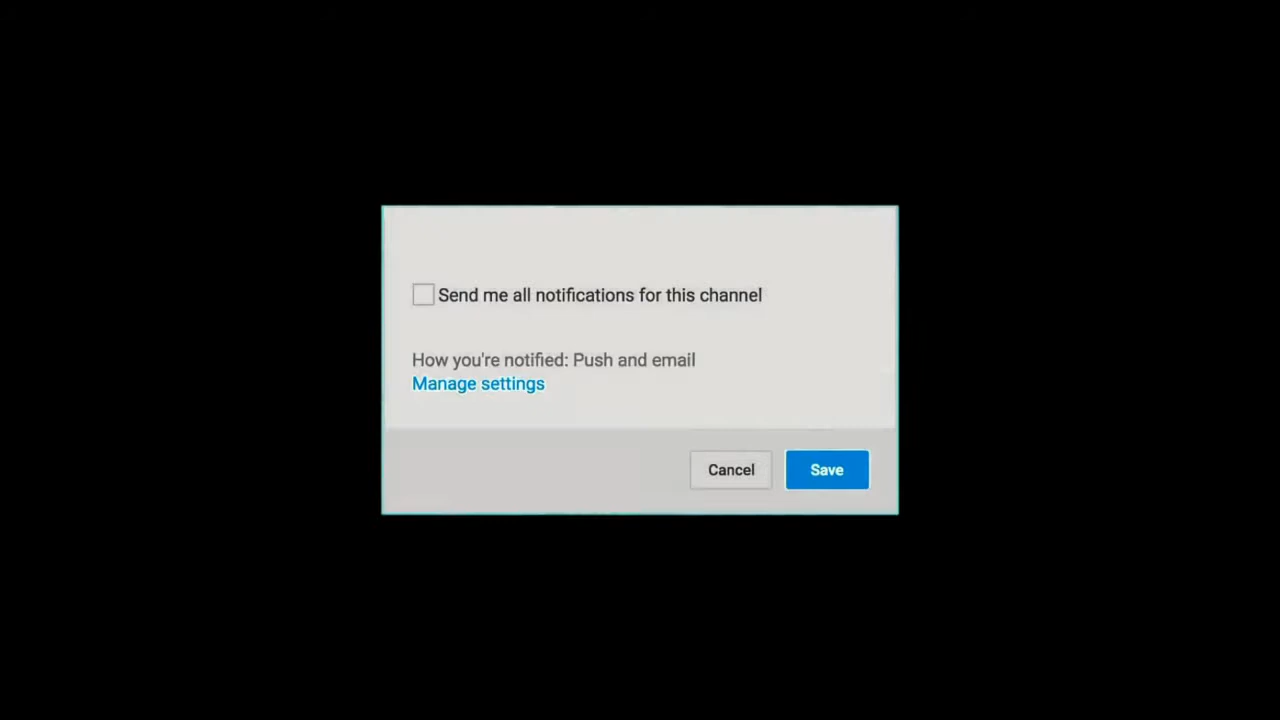 Send me all notifications for this channel
How you're notified: Push and email
Manage settings
Cancel Save